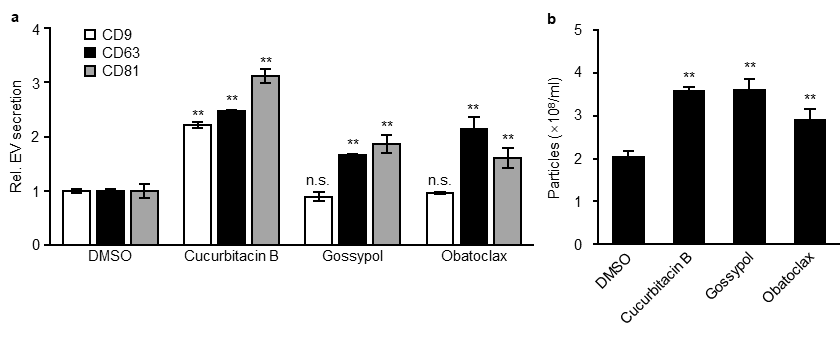 a
4
3
2
1
0
Rel. EV secretion
CD9
CD63
CD81
** ** **
n.s. ** **
n.s. ** **
DMSO Cucurbitacin B Gossypol Obatoclax
b
5
4
3
2
1
0
Particles (×10⁸/ml)
** ** **
DMSO
Cucurbitacin B
Gossypol
Obatoclax